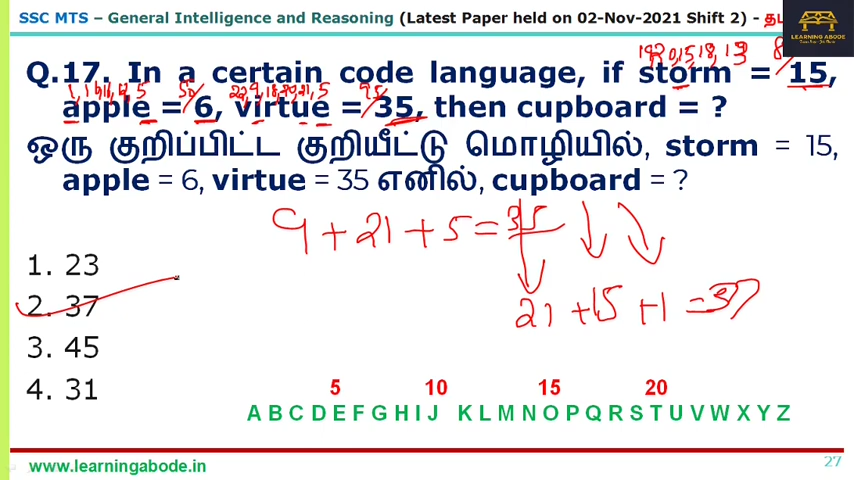 SSC MTS – General Intelligence and Reasoning (Latest Paper held on 02-Nov-2021 Shift 2) -
LEARNING ABODE
Q.17. In a certain code language, if storm = 15,
apple = 6, virtue = 35, then cupboard = ?
ஒரு குறிப்பிட்ட குறியீட்டு மொழியில், storm = 15,
apple = 6, virtue = 35 எனில், cupboard = ?
9 + 21 + 5 = 35
1. 23
2. 37
21 + 15 + 1 = 37
3. 45
4. 31
5 10 15 20
A B C D E F G H I J K L M N O P Q R S T U V W X Y Z
www.learningabode.in
27